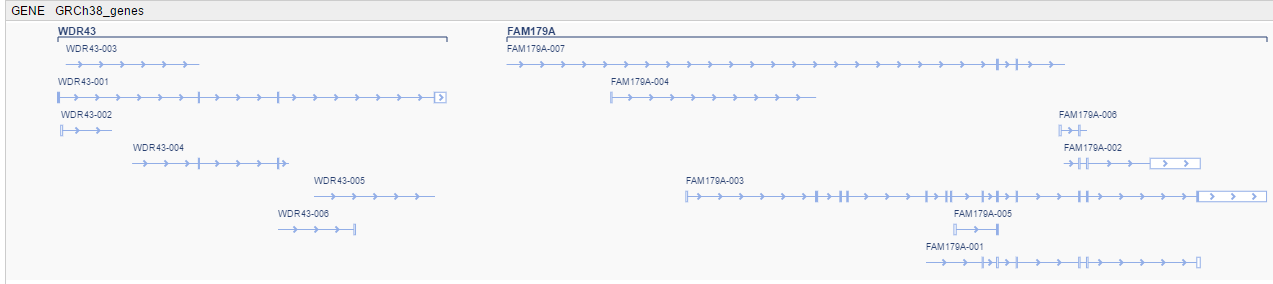 GENE GRCh38_genes
WDR43 FAM179A
WDR43-003 FAM179A-007
WDR43-001 FAM179A-004
WDR43-002 FAM179A-006
WDR43-004 FAM179A-002
WDR43-005 FAM179A-003
WDR43-006 FAM179A-005
FAM179A-001